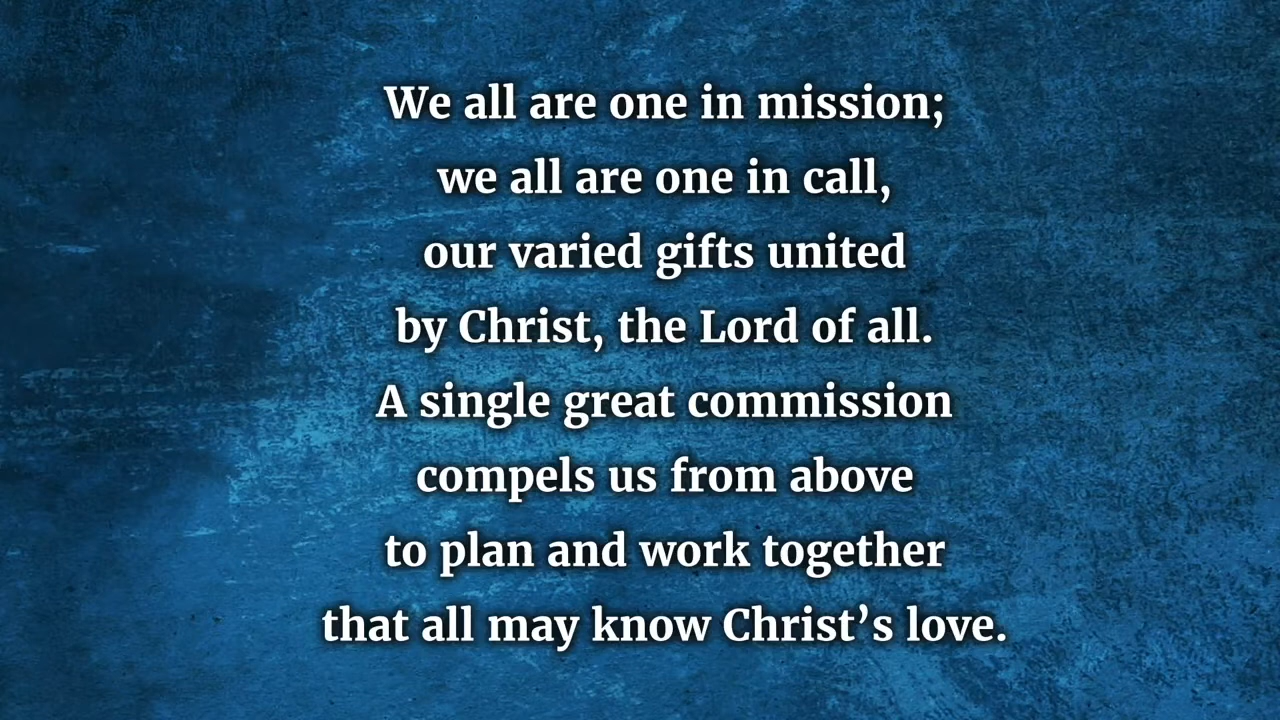 We all are one in mission;
we all are one in call,
our varied gifts united
by Christ, the Lord of all.
A single great commission
compels us from above
to plan and work together
that all may know Christ’s love.